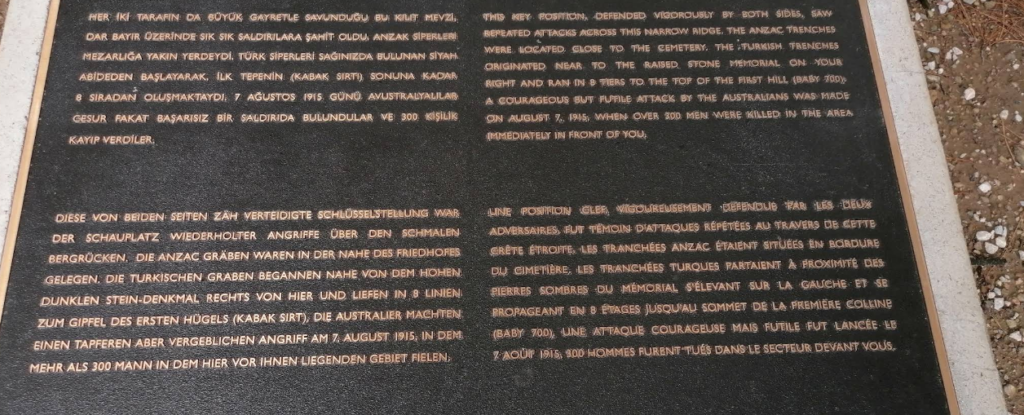 HER İKİ TARAFIN DA BÜYÜK GAYRETLE SAVUNDUĞU BU KİLİT MEVZİ,
DAR BAYIR ÜZERİNDE SIK SIK SALDIRILARA ŞAHİT OLDU. ANZAK SİPERLERİ
MEZARLIĞA YAKIN YERDEYDİ. TÜRK SİPERLERİ SAĞINIZDA BULUNAN SİYAH
ABİDEDEN BAŞLAYARAK, İLK TEPENİN (KABAK SIRTI) SONUNA KADAR
8 SIRADAN OLUŞMAKTAYDI. 7 AĞUSTOS 1915 GÜNÜ AVUSTRALYALILAR
CESUR FAKAT BAŞARISIZ BİR SALDIRIDA BULUNDULAR VE 300 KİŞİLİK
KAYIP VERDİLER.
THIS KEY POSITION, DEFENDED VIGOROUSLY BY BOTH SIDES, SAW
REPEATED ATTACKS ACROSS THIS NARROW RIDGE. THE ANZAC TRENCHES
WERE LOCATED CLOSE TO THE CEMETERY. THE TURKISH TRENCHES
ORIGINATED NEAR TO THE RAISED STONE MEMORIAL ON YOUR
RIGHT AND RAN IN 8 TIERS TO THE TOP OF THE FIRST HILL (BABY 700).
A COURAGEOUS BUT FUTILE ATTACK BY THE AUSTRALIANS WAS MADE
ON AUGUST 7, 1915, WHEN OVER 300 MEN WERE KILLED IN THE AREA
IMMEDIATELY IN FRONT OF YOU.
DIESE VON BEIDEN SEITEN ZÄH VERTEIDIGTE SCHLÜSSELSTELLUNG WAR
DER SCHAUPLATZ WIEDERHOLTER ANGRIFFE ÜBER DEN SCHMALEN
BERGRÜCKEN. DIE ANZAC GRÄBEN WAREN IN DER NÄHE DES FRIEDHOFES
GELEGEN. DIE TURKISCHEN GRABEN BEGANNEN NAHE VON DEM HOHEN
DUNKLEN STEIN-DENKMAL RECHTS VON HIER UND LIEFEN IN 8 LINIEN
ZUM GIPFEL DES ERSTEN HÜGELS (KABAK SIRT). DIE AUSTRALIER MACHTEN
EINEN TAPFEREN ABER VERGEBLICHEN ANGRIFF AM 7. AUGUST 1915, IN DEM
MEHR ALS 300 MANN IN DEM HIER VOR IHNEN LIEGENDEN GEBIET FIELEN.
UNE POSITION CLEF, VIGOUREUSEMENT DEFENDUE PAR LES DEUX
ADVERSAIRES, FUT TÉMOIN D'ATTAQUES RÉPÉTÉES AU TRAVERS DE CETTE
CRÊTE ÉTROITE. LES TRANCHÉES ANZAC ÉTAIENT SITUÉES EN BORDURE
DU CIMETIÈRE. LES TRANCHÉES TURQUES PARTAIENT À PROXIMITÉ DES
PIERRES SOMBRES DU MÉMORIAL S'ÉLEVANT SUR LA GAUCHE ET SE
PROPAGEANT EN 8 ÉTAGES JUSQU'AU SOMMET DE LA PREMIÈRE COLLINE
(BABY 700). UNE ATTAQUE COURAGEUSE MAIS FUTILE FUT LANCÉE LE
7 AOÛT 1915, 300 HOMMES FURENT TUÉS DANS LE SECTEUR DEVANT VOUS.